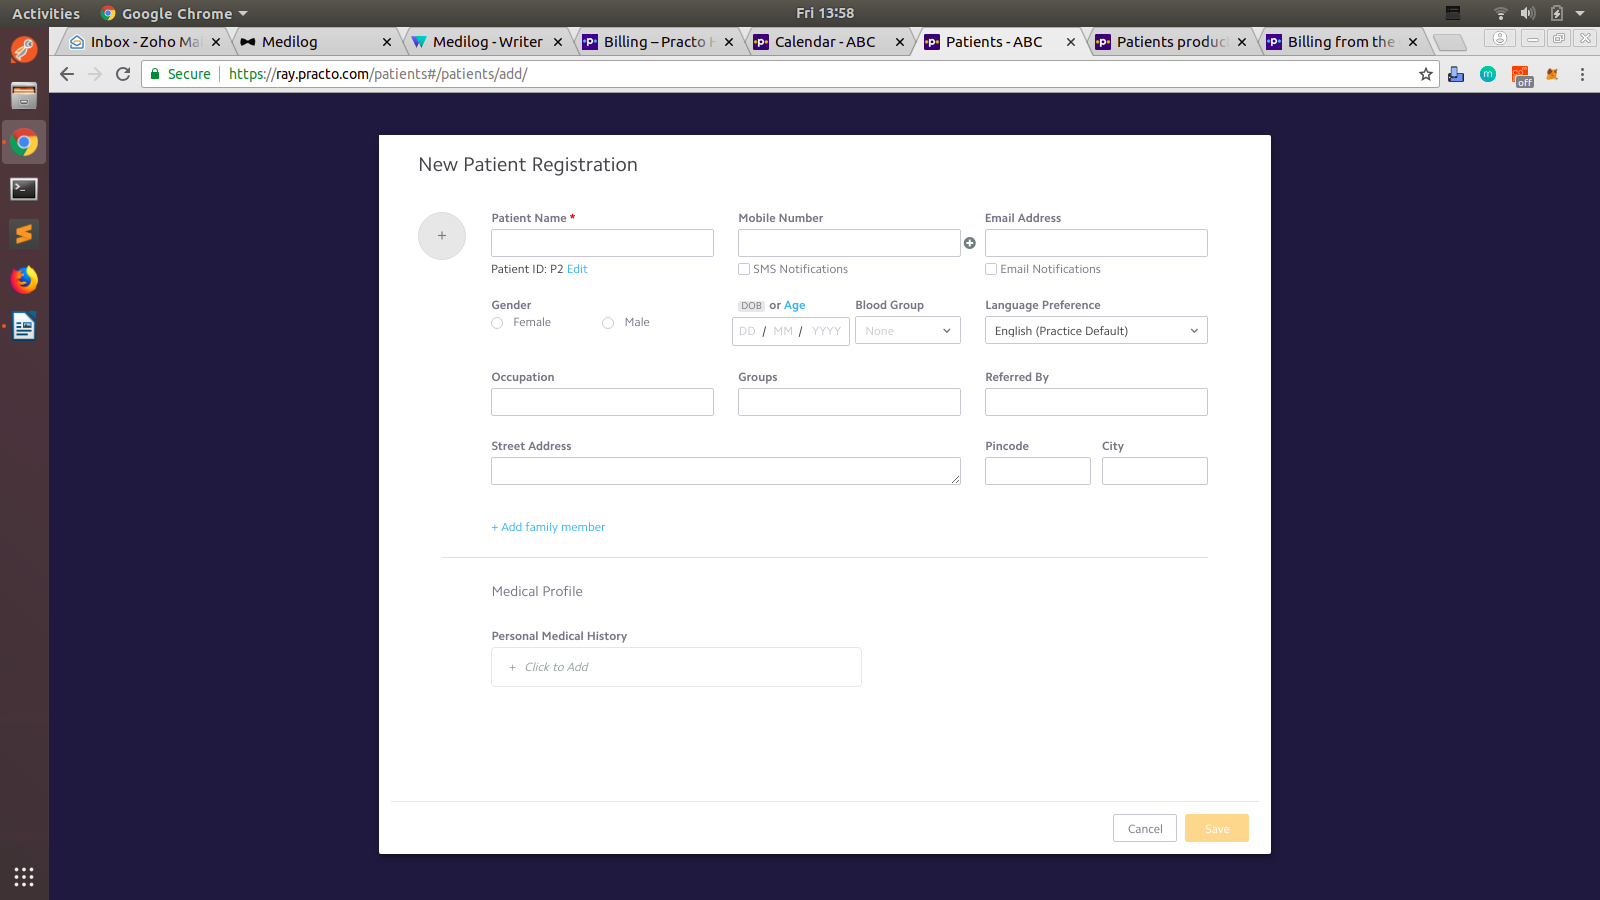 Activities Google Chrome Fri 13:58
Inbox - Zoho Ma Medilog Medilog - Writer Billing – Practo Calendar - ABC Patients - ABC Patients produc Billing from the
Secure https://ray.practo.com/patients#/patients/add/ m off
New Patient Registration
Patient Name * Mobile Number Email Address
+
Patient ID: P2 Edit SMS Notifications Email Notifications
Gender DOB or Age Blood Group Language Preference
Female Male DD / MM / YYYY None English (Practice Default)
Occupation Groups Referred By
Street Address Pincode City
+ Add family member
Medical Profile
Personal Medical History
+ Click to Add
Cancel Save